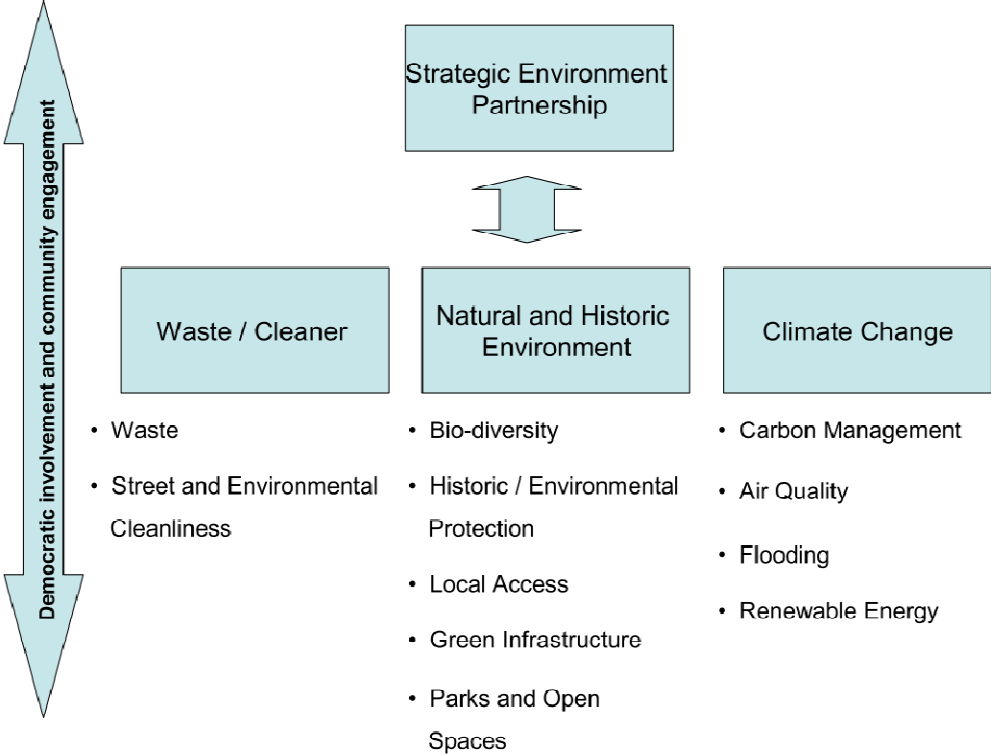 Democratic involvement and community engagement
Strategic Environment
Partnership
Waste / Cleaner
Natural and Historic
Environment
Climate Change
• Waste
• Street and Environmental
Cleanliness
• Bio-diversity
• Historic / Environmental
Protection
• Local Access
• Green Infrastructure
• Parks and Open
Spaces
• Carbon Management
• Air Quality
• Flooding
• Renewable Energy